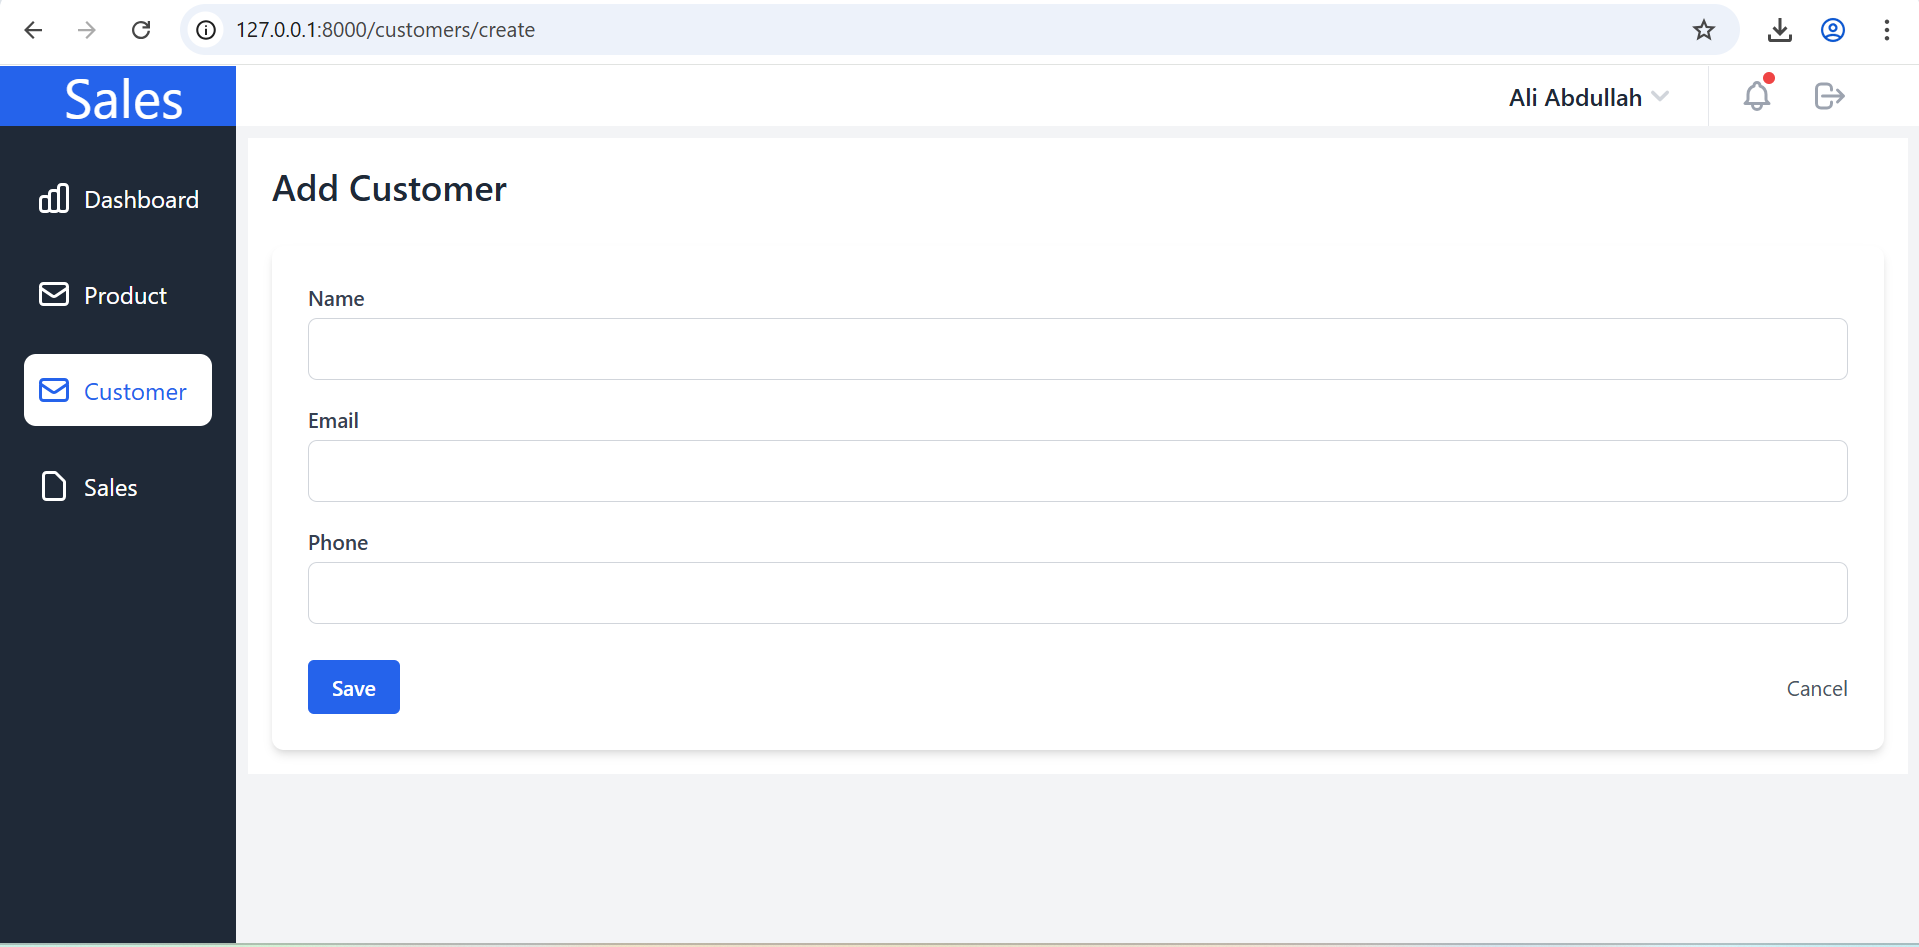 127.0.0.1:8000/customers/create
Sales
Ali Abdullah
Dashboard
Product
Customer
Sales
Add Customer
Name
Email
Phone
Save
Cancel